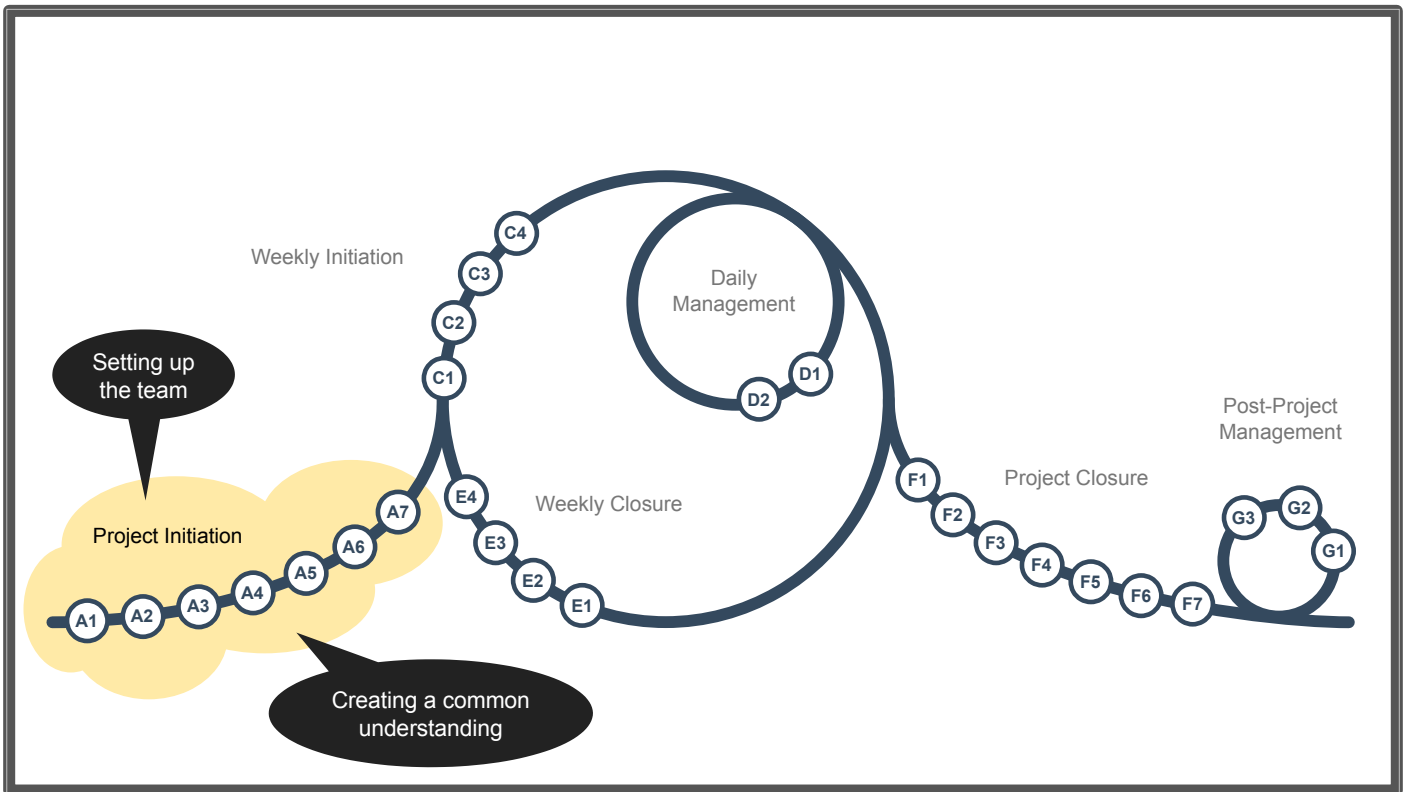 Weekly Initiation
C4
C3
C2
C1
Daily
Management
D1
D2
Setting up
the team
Project Initiation
A1
A2
A3
A4
A5
A6
A7
Creating a common
understanding
Weekly Closure
E4
E3
E2
E1
Project Closure
F1
F2
F3
F4
F5
F6
F7
Post-Project
Management
G3
G2
G1